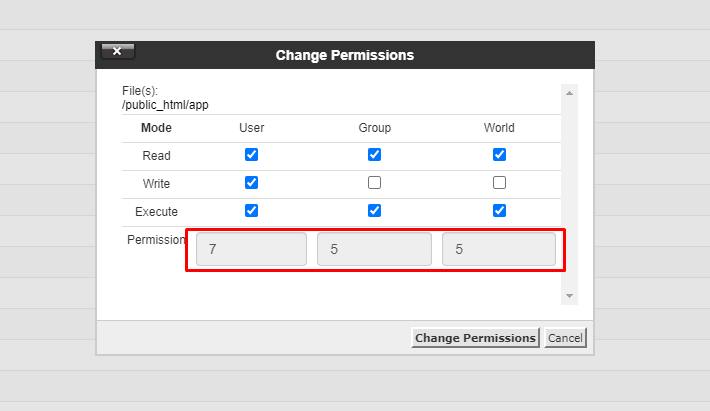 Change Permissions
File(s):
/public_html/app
Mode User Group World
Read
Write
Execute
Permission 7 5 5
Change Permissions Cancel